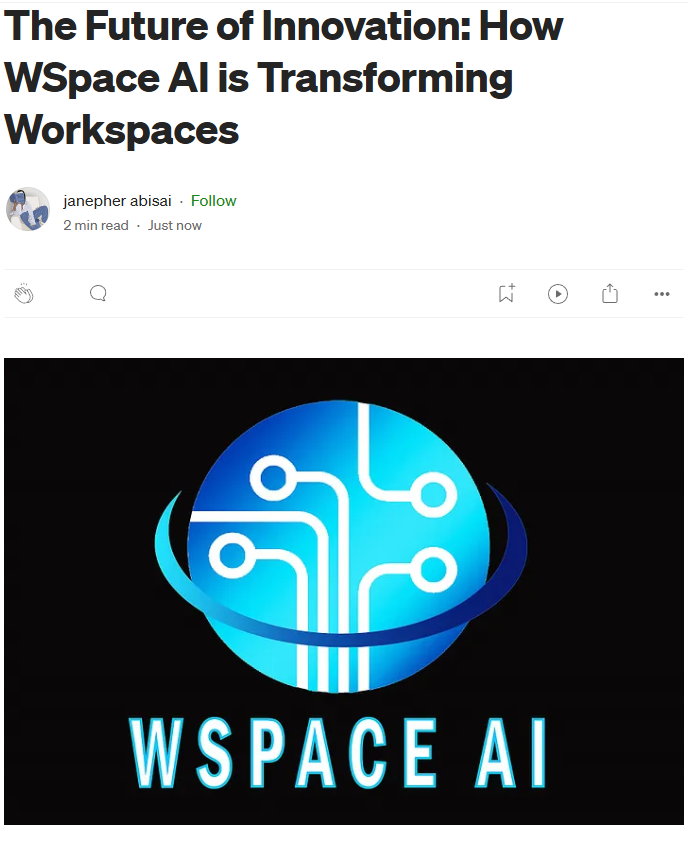 The Future of Innovation: How
WSpace AI is Transforming
Workspaces
janepher abisai · Follow
2 min read · Just now
WSPACE AI